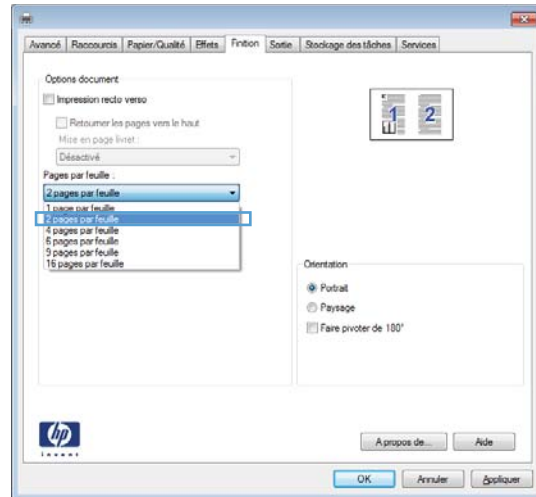 Avancé Raccourcis Papier/Qualité Effets Finition Sortie Stockage des tâches Services
Options document
Impression recto verso
Retourner les pages vers le haut
Mise en page livret :
Désactivé
Pages par feuille :
2 pages par feuille
1 page par feuille
2 pages par feuille
4 pages par feuille
6 pages par feuille
9 pages par feuille
16 pages par feuille
1 2
Orientation
Portrait
Paysage
Faire pivoter de 180°
hp
invent
A propos de... Aide
OK Annuler Appliquer